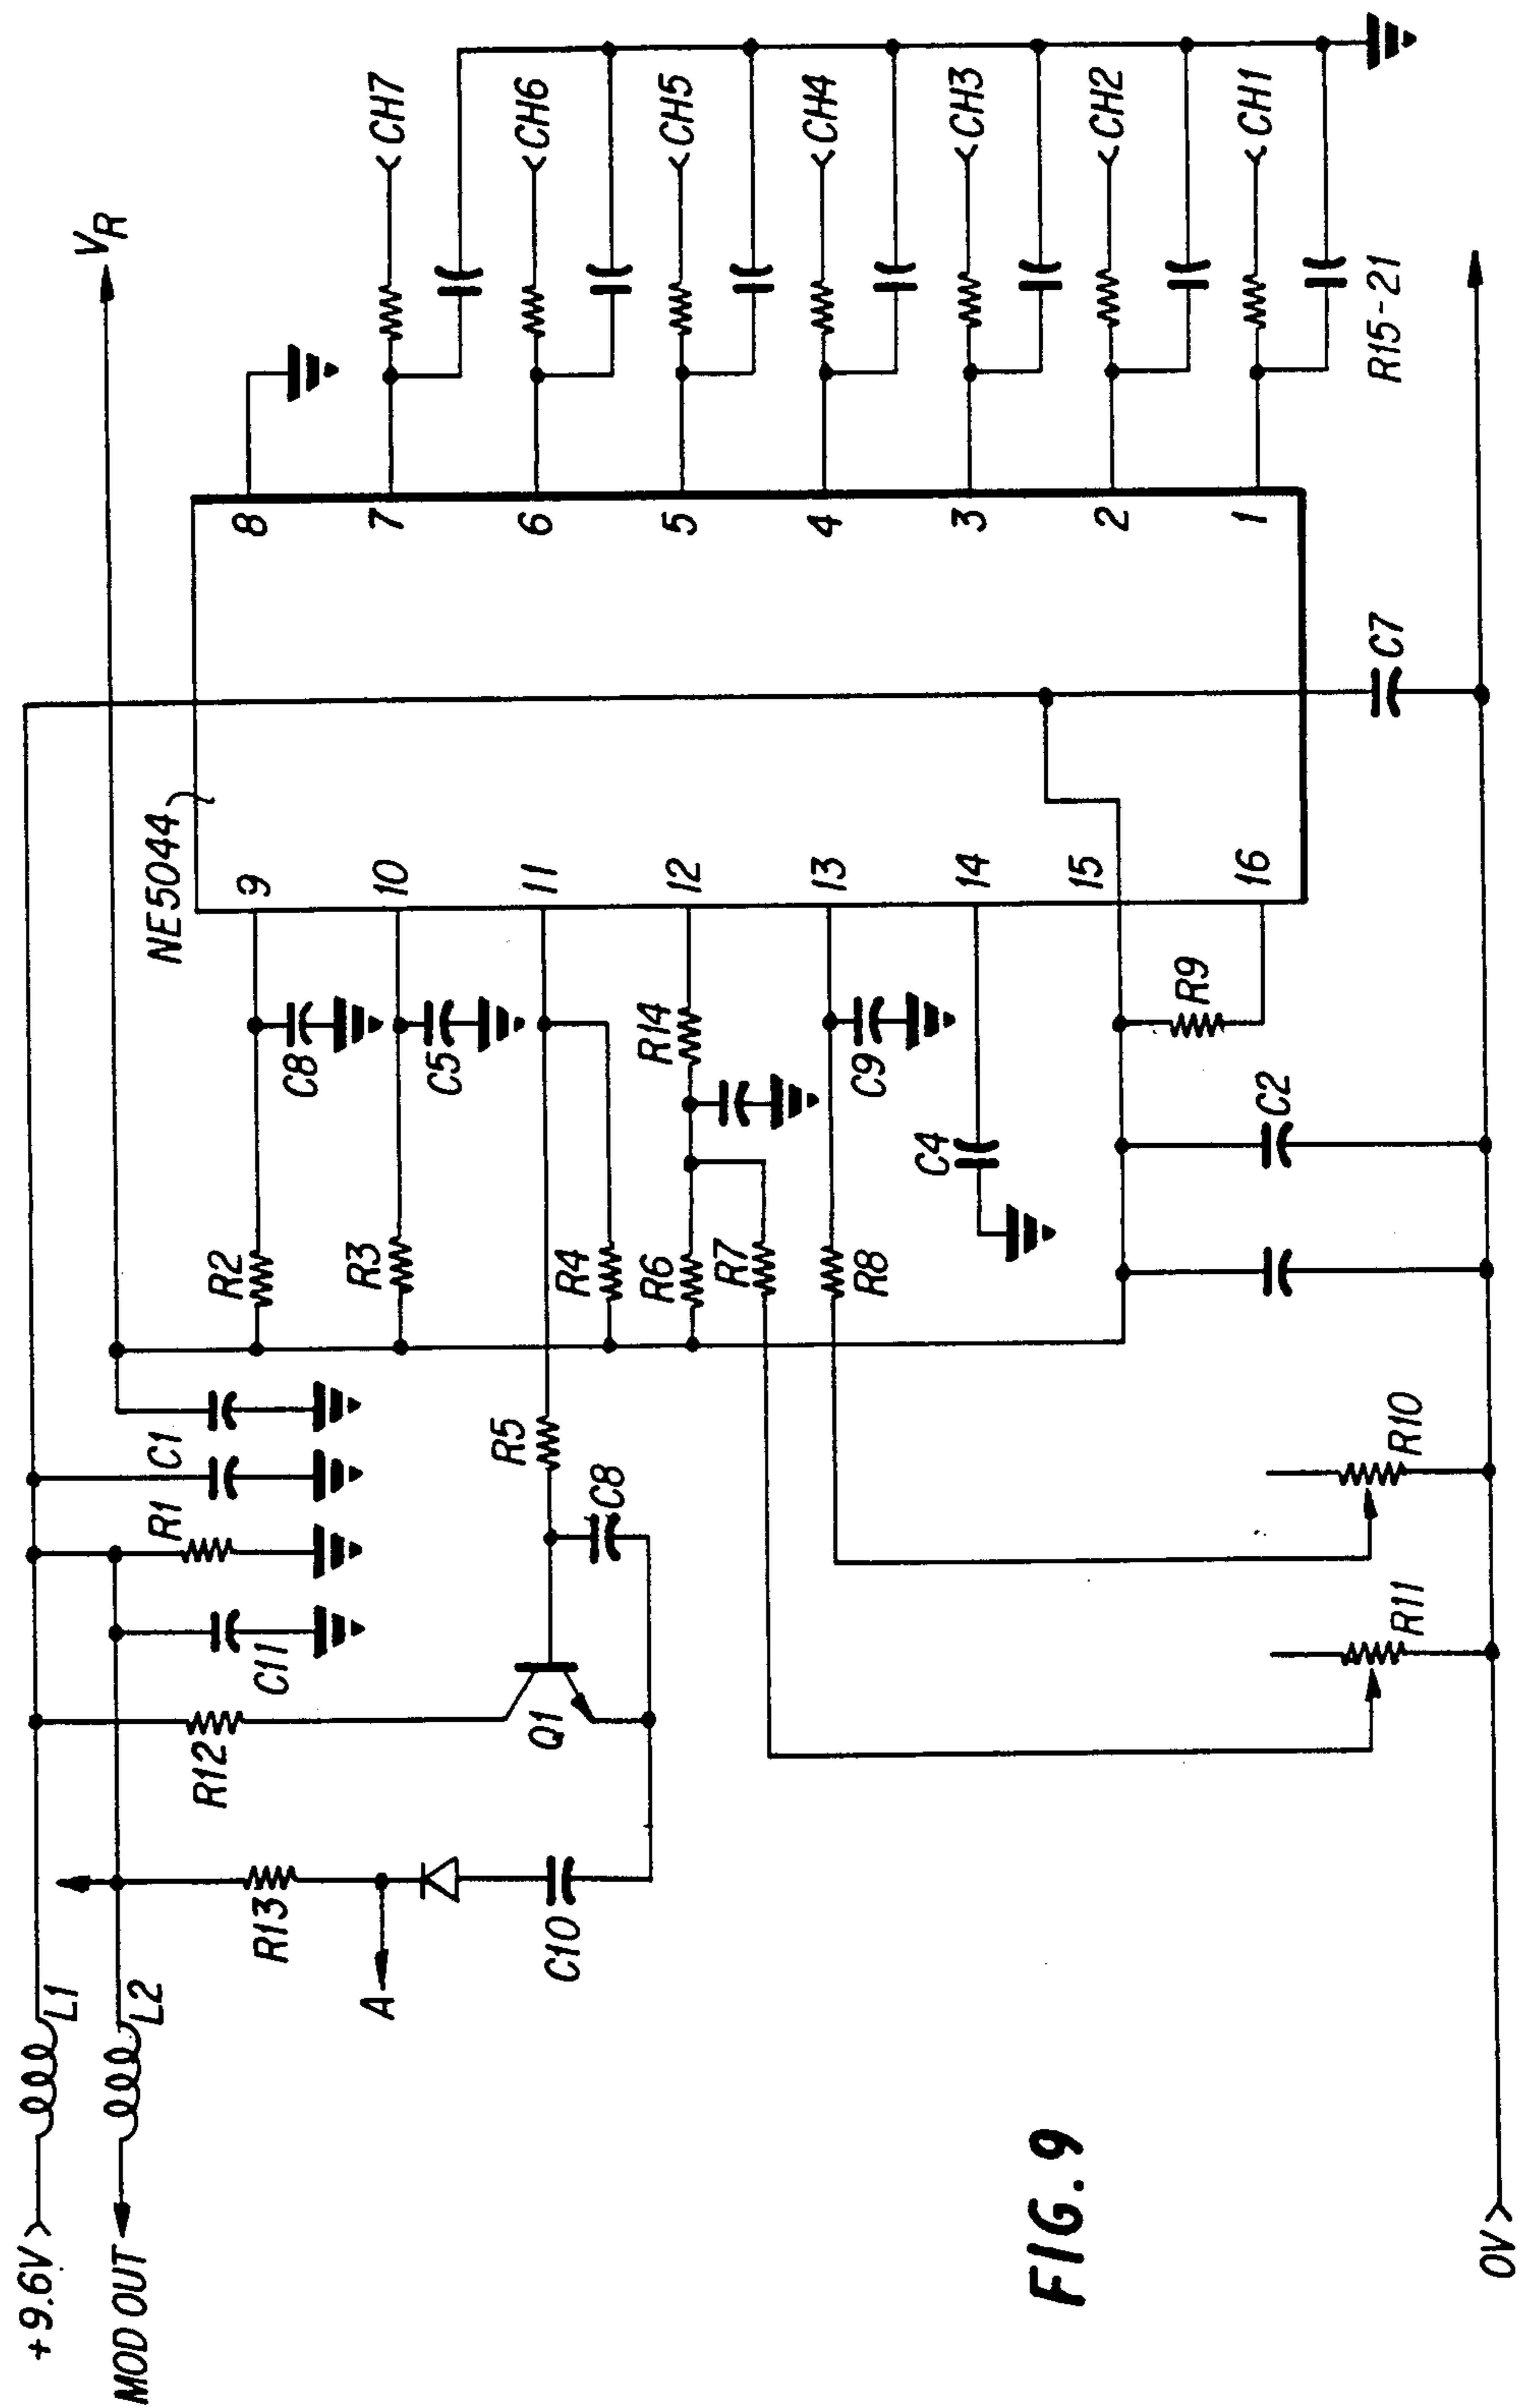 +9.6V
L1
MOD OUT
L2
VR
R13
A
C10
R12
Q1
C11
R1
C1
C8
R5
R2
R3
R4
R6
R7
R8
C8
C5
R14
C9
C4
C2
R9
R11
R10
NE5044
9
10
11
12
13
14
15
16
8
7
6
5
4
3
2
1
CH7
CH6
CH5
CH4
CH3
CH2
CH1
R15-21
C7
0V
FIG. 9